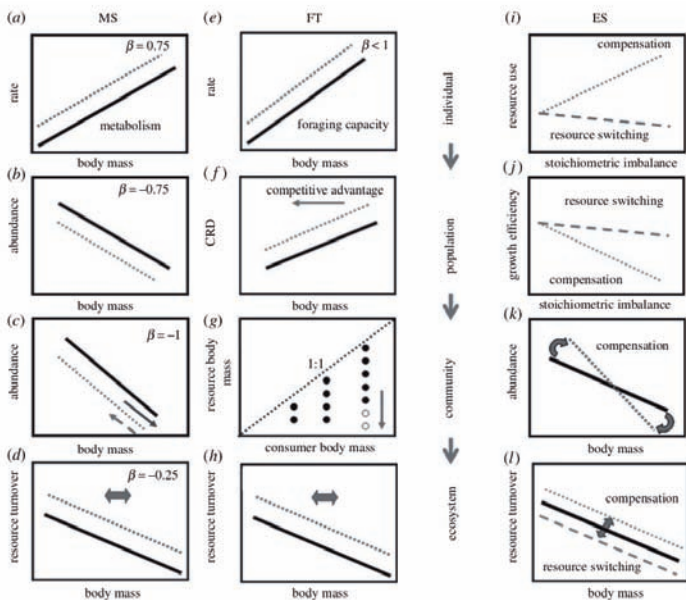 MS
FT
ES
(a)
β = 0.75
rate
metabolism
body mass
(e)
β < 1
rate
foraging capacity
body mass
individual
(i)
compensation
resource use
resource switching
stoichiometric imbalance
(b)
β = −0.75
abundance
body mass
(f)
competitive advantage
CRD
body mass
population
(j)
resource switching
growth efficiency
compensation
stoichiometric imbalance
(c)
β = −1
abundance
body mass
(g)
1:1
resource body
mass
consumer body mass
community
(k)
compensation
abundance
body mass
(d)
β = −0.25
resource turnover
body mass
(h)
resource turnover
body mass
ecosystem
(l)
compensation
resource turnover
resource switching
body mass